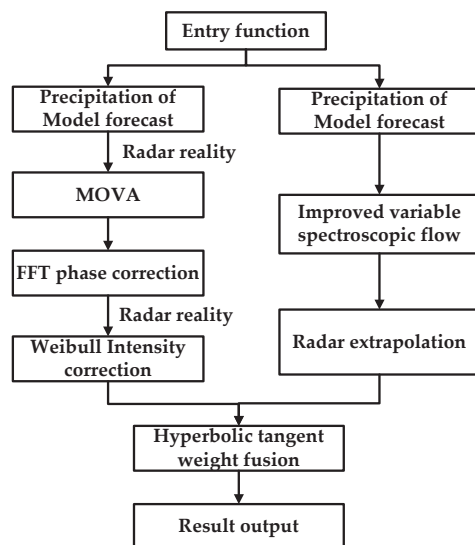 Entry function
Precipitation of
Model forecast
Radar reality
MOVA
FFT phase correction
Radar reality
Weibull Intensity
correction
Precipitation of
Model forecast
Improved variable
spectroscopic flow
Radar extrapolation
Hyperbolic tangent
weight fusion
Result output